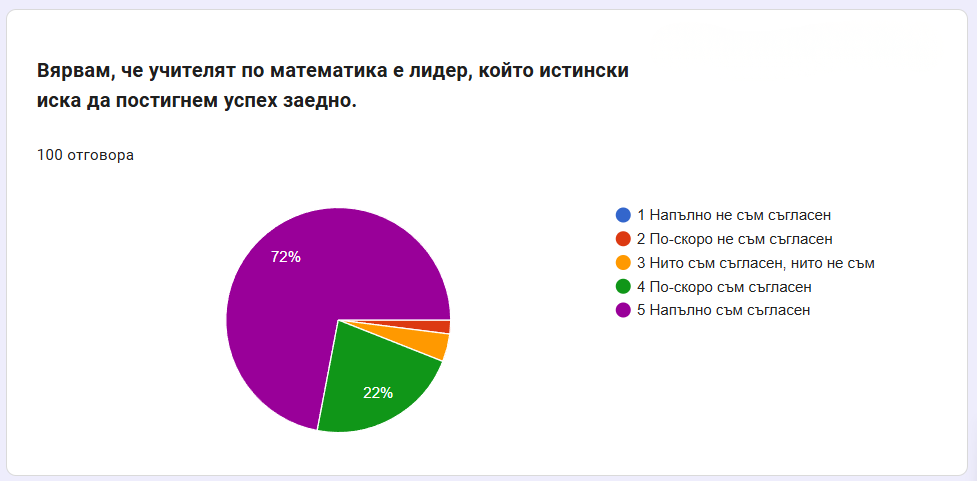 Вярвам, че учителят по математика е лидер, който истински
иска да постигнем успех заедно.
100 отговора
72%
22%
1 Напълно не съм съгласен
2 По-скоро не съм съгласен
3 Нито съм съгласен, нито не съм
4 По-скоро съм съгласен
5 Напълно съм съгласен